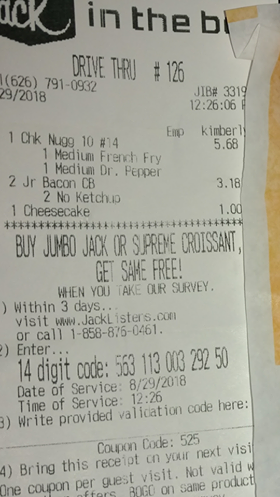 ack in the b
DRIVE THRU # 126
(626) 791-0932
JIB# 3319
29/2018
12:26:06
Emp kimberl
1 Chk Nugg 10 #14 5.68
1 Medium French Fry
1 Medium Dr. Pepper
2 Jr Bacon CB 3.18
2 No Ketchup
1 Cheesecake 1.00
BUY JUMBO JACK OR SUPREME CROISSANT,
GET SAME FREE!
WHEN YOU TAKE OUR SURVEY.
) Within 3 days...
visit www.JackListens.com
or call 1-858-876-0461.
2) Enter...
14 digit code: 563 113 003 292 50
Date of Service: 8/29/2018
Time of Service: 12:26
3) Write provided validation code here:
Coupon Code: 525
4) Bring this receipt on your next visi
One coupon per guest visit. Not valid w
offers. BOGO on same product